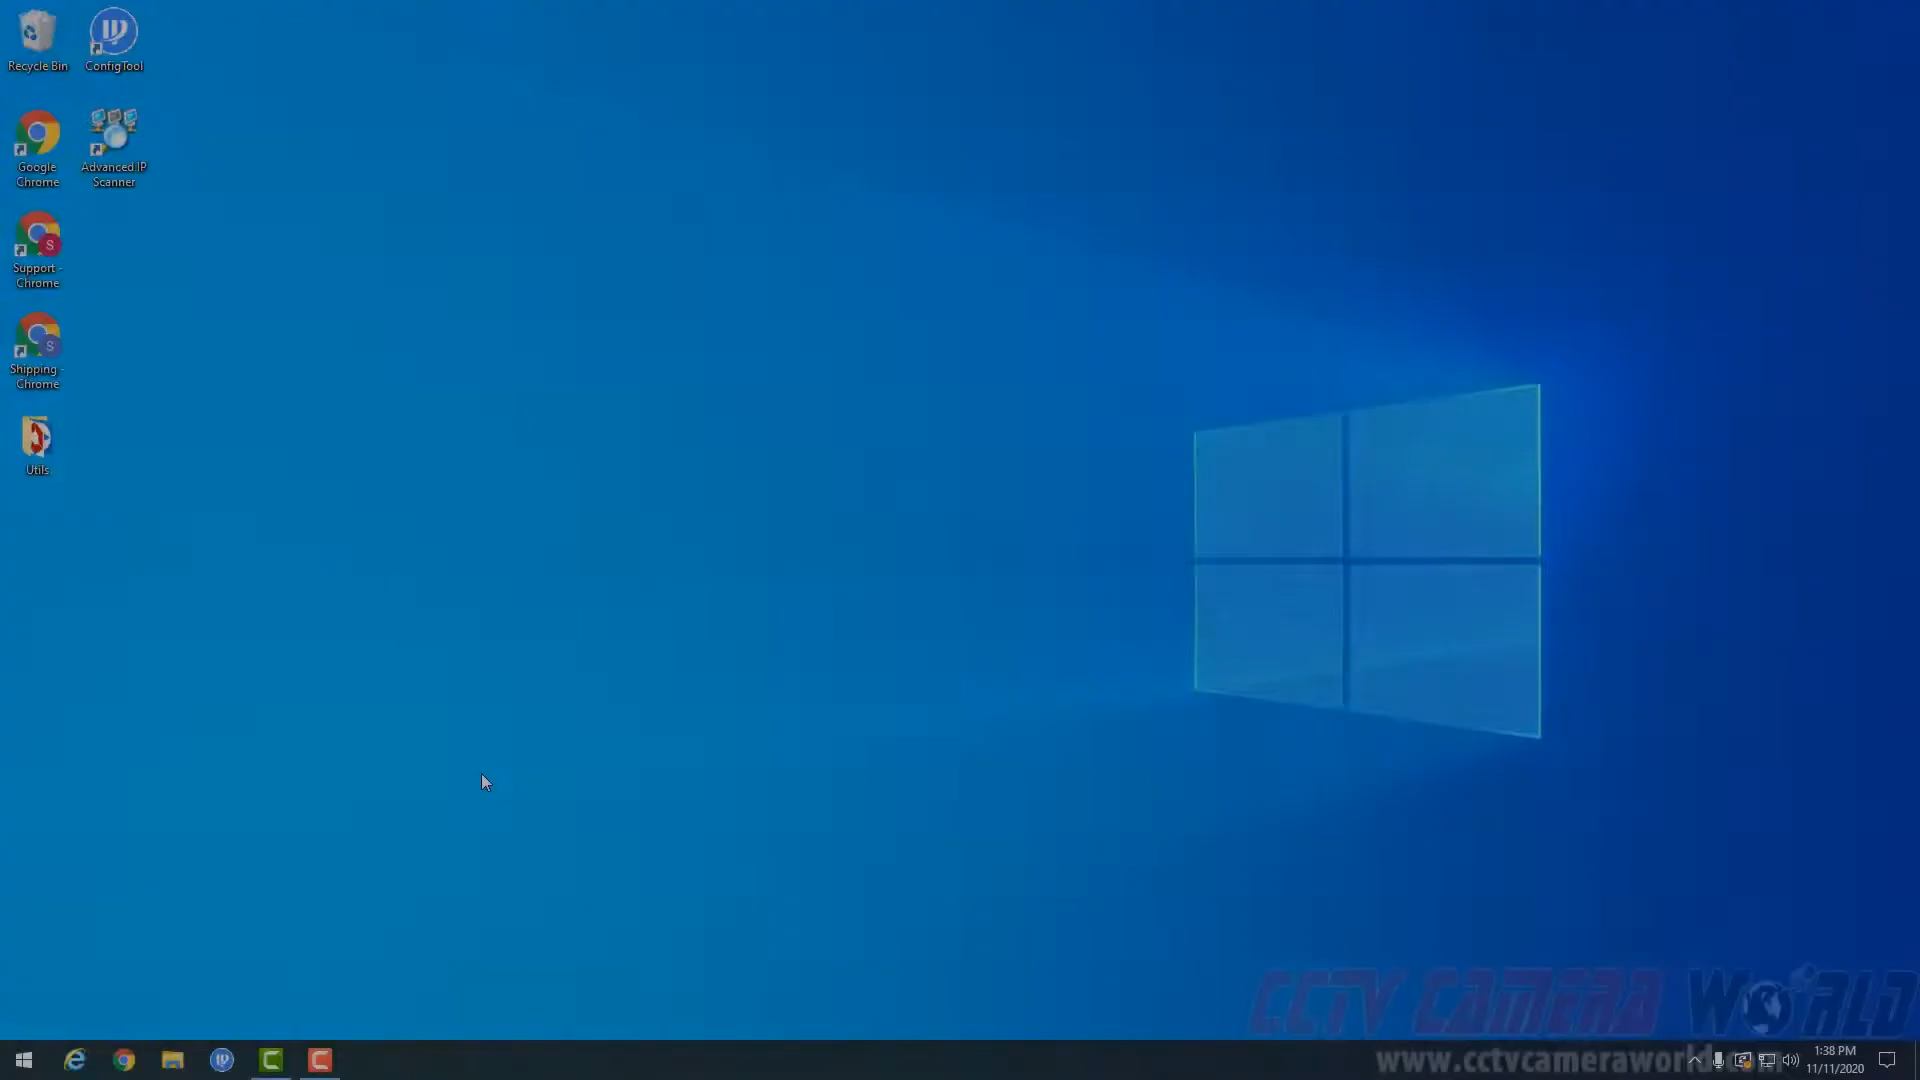 Recycle Bin
ConfigTool
Google
Chrome
Advanced IP
Scanner
Support -
Chrome
Shipping -
Chrome
Utils
CCTV CAMERA WORLD
www.cctvcameraworld.com
1:38 PM
11/11/2020